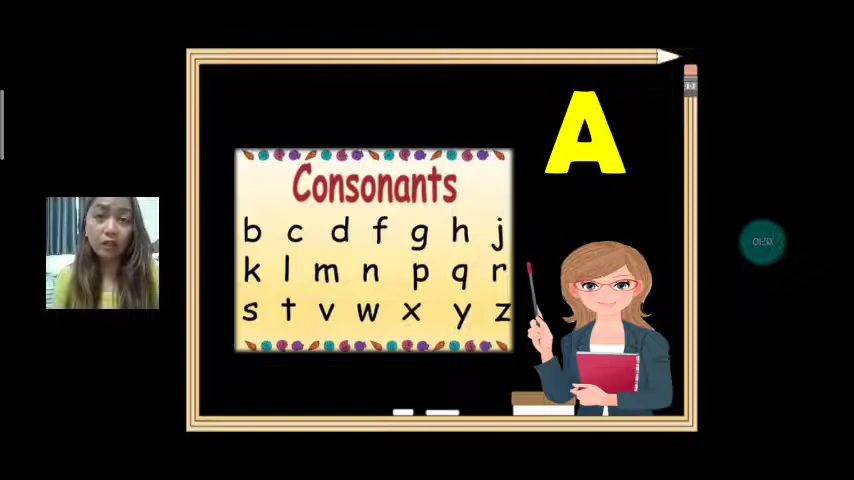 A
Consonants
b c d f g h j
k l m n p q r
s t v w x y z